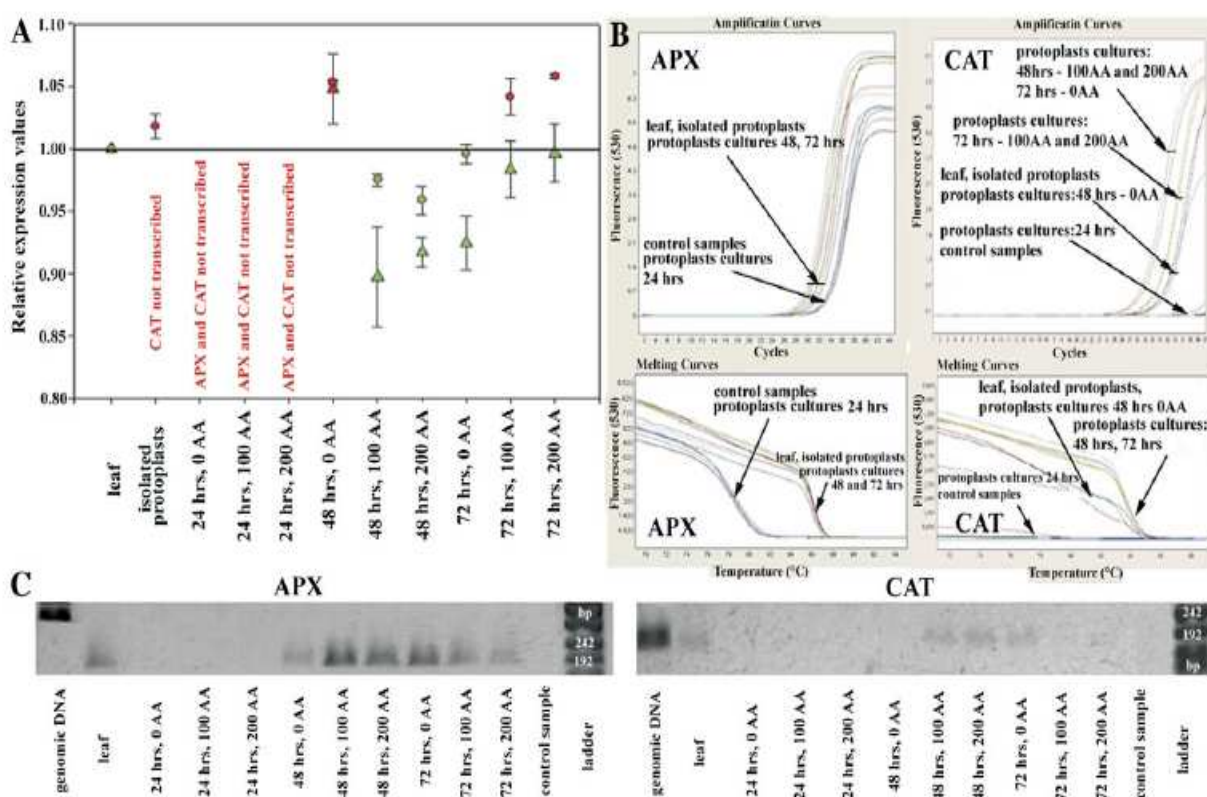 A
1.10
1.05
1.00
0.95
0.90
0.85
0.80
Relative expression values
CAT not transcribed
APX and CAT not transcribed
APX and CAT not transcribed
APX and CAT not transcribed
leaf
isolated
protoplasts
24 hrs, 0 AA
24 hrs, 100 AA
24 hrs, 200 AA
48 hrs, 0 AA
48 hrs, 100 AA
48 hrs, 200 AA
72 hrs, 0 AA
72 hrs, 100 AA
72 hrs, 200 AA
B
Amplificatin Curves
APX
leaf, isolated protoplasts
protoplasts cultures 48, 72 hrs
control samples
protoplasts cultures
24 hrs
Fluorescence (530)
Cycles
Amplificatin Curves
CAT
protoplasts cultures:
48hrs - 100AA and 200AA
72 hrs - 0AA
protoplasts cultures:
72 hrs - 100AA and 200AA
leaf, isolated protoplasts
protoplasts cultures:48 hrs - 0AA
protoplasts cultures:24 hrs
control samples
Fluorescence (530)
Cycles
Melting Curves
control samples
protoplasts cultures 24 hrs
leaf, isolated protoplasts
protoplasts cultures
48 and 72 hrs
APX
Fluorescence (530)
Temperature (°C)
Melting Curves
leaf, isolated protoplasts,
protoplasts cultures 48 hrs 0AA
protoplasts cultures:
48 hrs, 72 hrs
protoplasts cultures 24 hrs
control samples
CAT
Fluorescence (530)
Temperature (°C)
C
APX
bp
242
192
genomic DNA
leaf
24 hrs, 0 AA
24 hrs, 100 AA
24 hrs, 200 AA
48 hrs, 0 AA
48 hrs, 100 AA
48 hrs, 200 AA
72 hrs, 0 AA
72 hrs, 100 AA
72 hrs, 200 AA
control sample
ladder
CAT
242
192
bp
genomic DNA
leaf
24 hrs, 0 AA
24 hrs, 100 AA
24 hrs, 200 AA
48 hrs, 0 AA
48 hrs, 100 AA
48 hrs, 200 AA
72 hrs, 0 AA
72 hrs, 100 AA
72 hrs, 200 AA
control sample
ladder